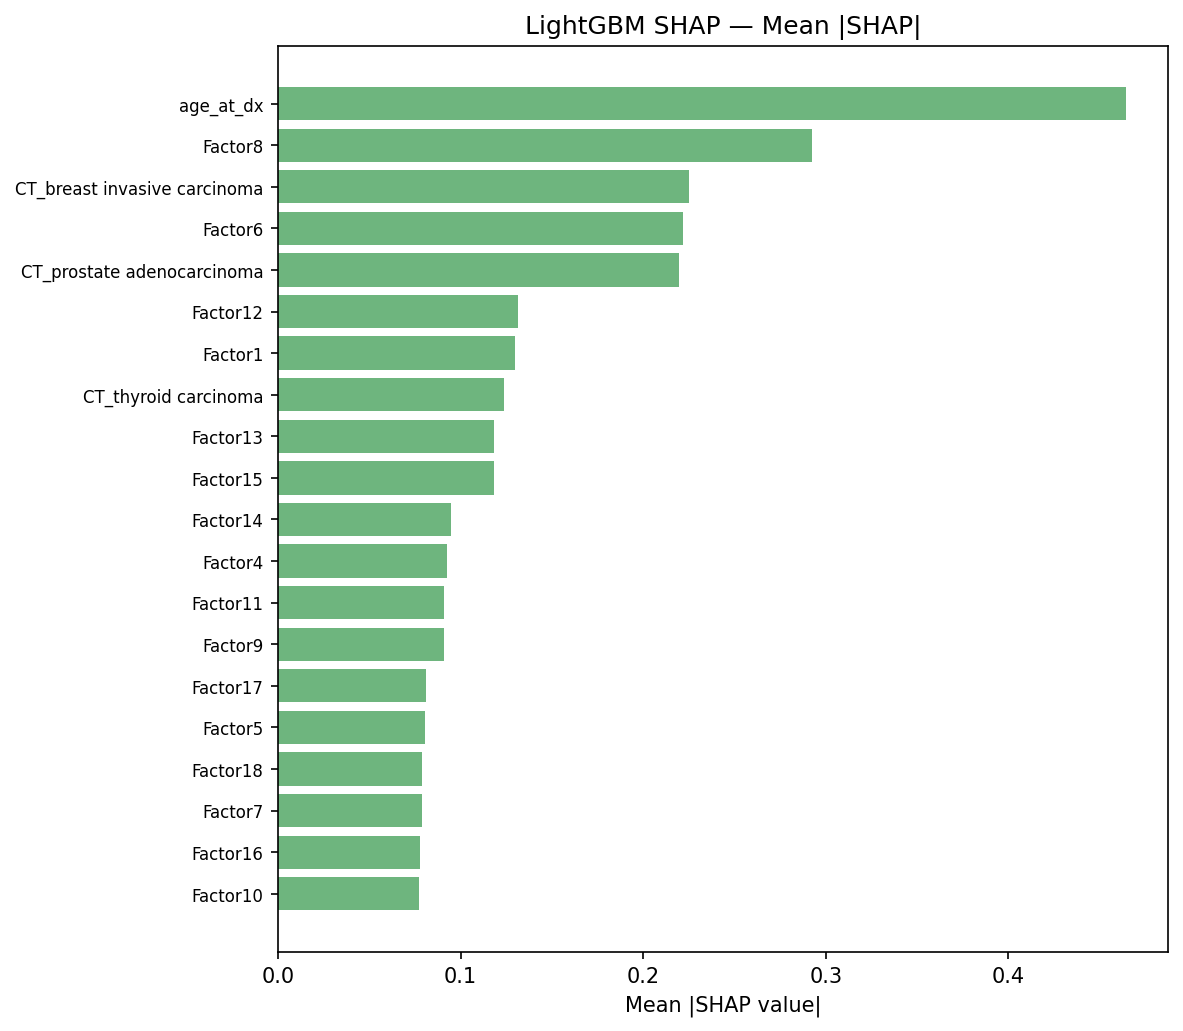 LightGBM SHAP — Mean |SHAP|
age_at_dx
Factor8
CT_breast invasive carcinoma
Factor6
CT_prostate adenocarcinoma
Factor12
Factor1
CT_thyroid carcinoma
Factor13
Factor15
Factor14
Factor4
Factor11
Factor9
Factor17
Factor5
Factor18
Factor7
Factor16
Factor10
0.0 0.1 0.2 0.3 0.4
Mean |SHAP value|